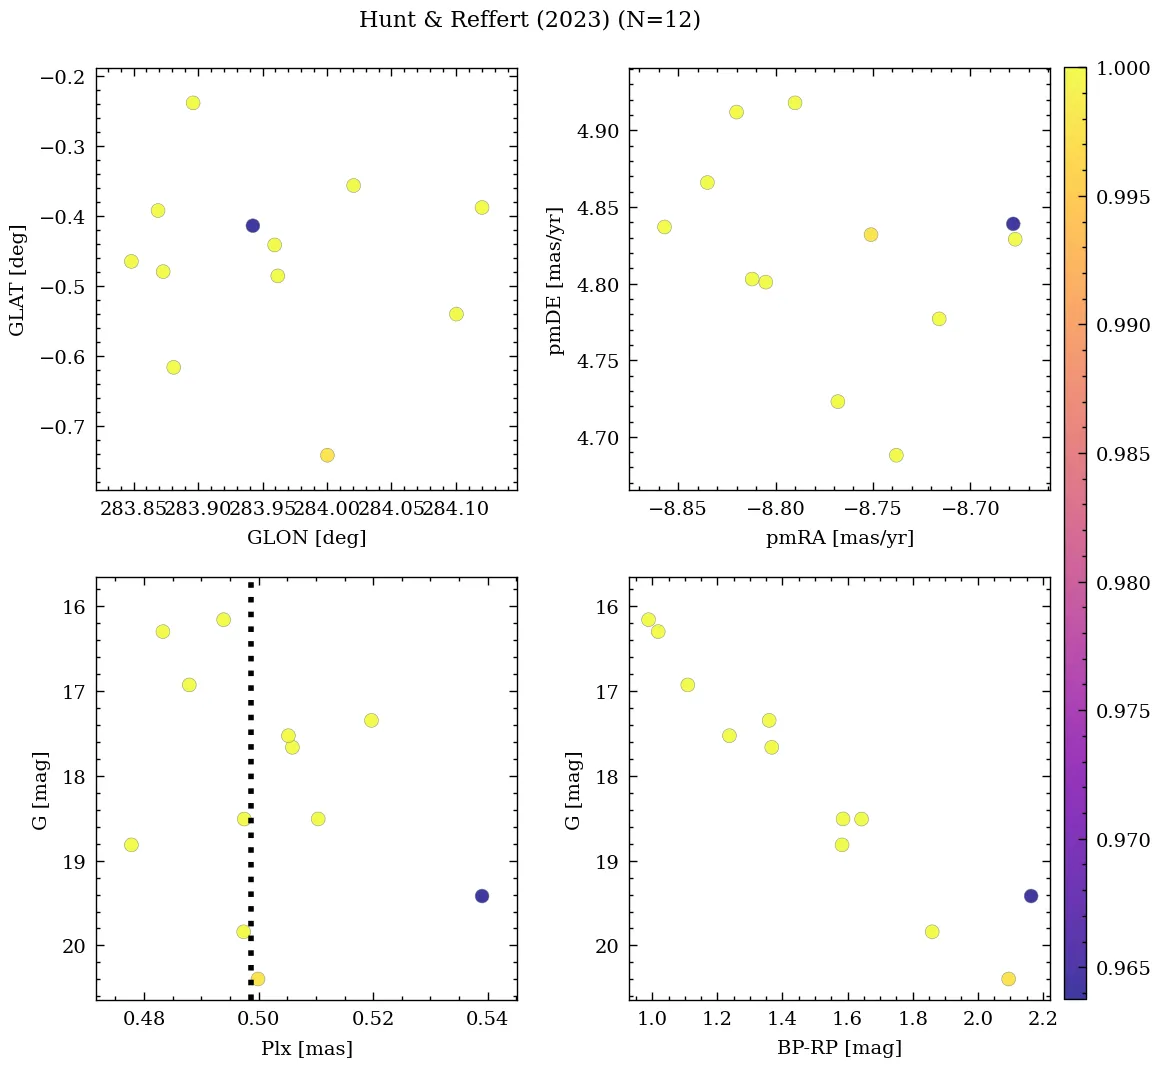 Hunt & Reffert (2023) (N=12)
−0.2
−0.3
−0.4
−0.5
−0.6
−0.7
GLAT [deg]
283.85 283.90 283.95 284.00 284.05 284.10
GLON [deg]
4.90
4.85
4.80
4.75
4.70
pmDE [mas/yr]
−8.85 −8.80 −8.75 −8.70
pmRA [mas/yr]
16
17
18
19
20
G [mag]
0.48 0.50 0.52 0.54
Plx [mas]
16
17
18
19
20
G [mag]
1.0 1.2 1.4 1.6 1.8 2.0 2.2
BP-RP [mag]
1.000
0.995
0.990
0.985
0.980
0.975
0.970
0.965